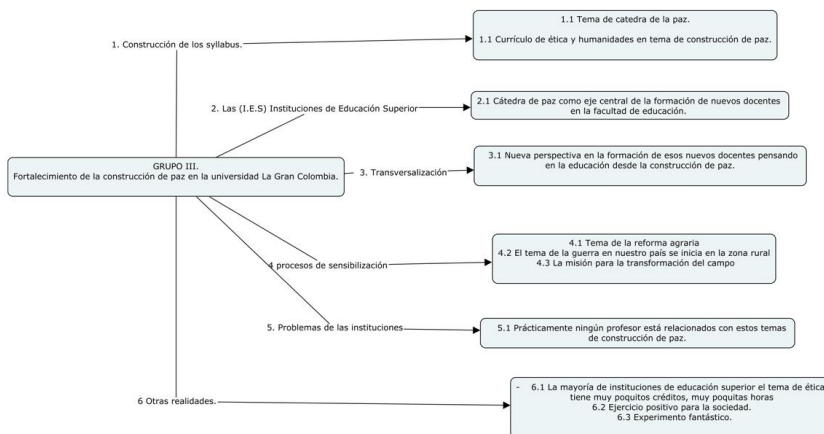 1.1 Tema de catedra de la paz.
1.1 Currículo de ética y humanidades en tema de construcción de paz.
1. Construcción de los syllabus.
2. Las (I.E.S) Instituciones de Educación Superior
2.1 Cátedra de paz como eje central de la formación de nuevos docentes
en la facultad de educación.
GRUPO III.
Fortalecimiento de la construcción de paz en la universidad La Gran Colombia.
3. Transversalización
3.1 Nueva perspectiva en la formación de esos nuevos docentes pensando
en la educación desde la construcción de paz.
4 procesos de sensibilización
4.1 Tema de la reforma agraria
4.2 El tema de la guerra en nuestro país se inicia en la zona rural
4.3 La misión para la transformación del campo
5. Problemas de las instituciones
5.1 Prácticamente ningún profesor está relacionados con estos temas
de construcción de paz.
6 Otras realidades.
- 6.1 La mayoría de instituciones de educación superior el tema de ética
tiene muy poquitos créditos, muy poquitas horas
6.2 Ejercicio positivo para la sociedad.
6.3 Experimento fantástico.